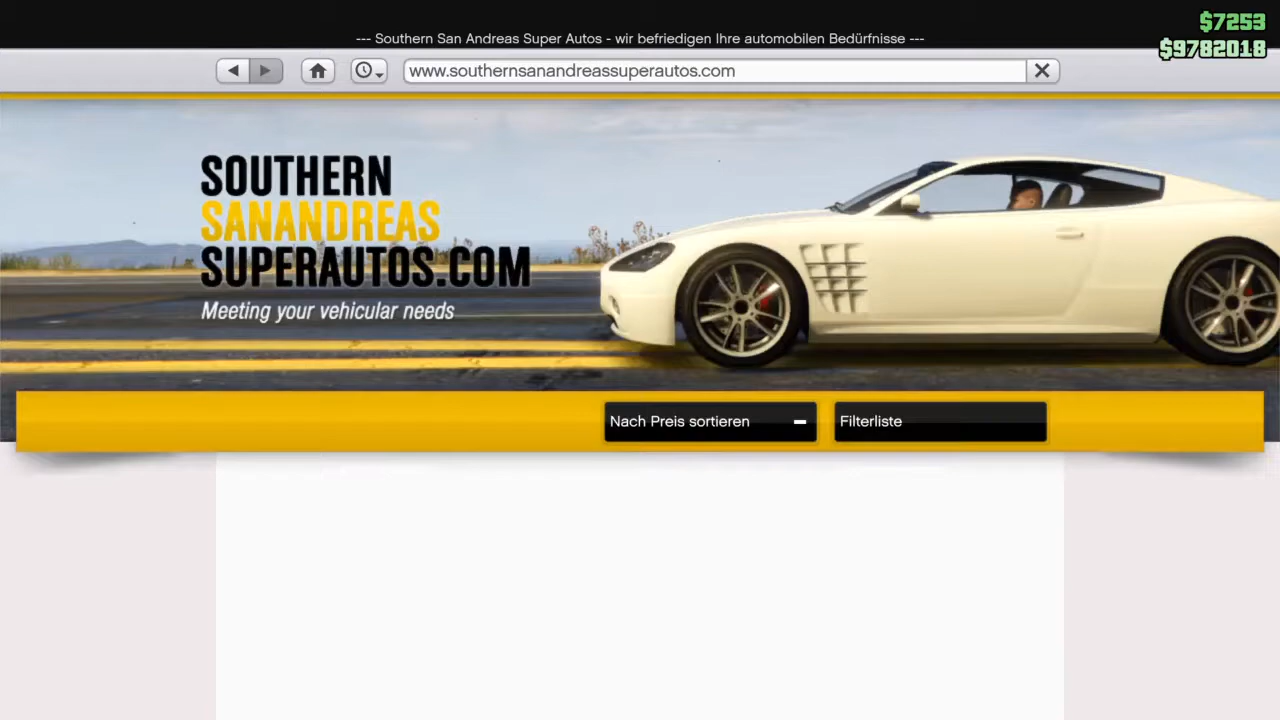 $7253
--- Southern San Andreas Super Autos - wir befriedigen Ihre automobilen Bedürfnisse ---
$9782018
www.southernsanandreassuperautos.com
SOUTHERN
SANANDREAS
SUPERAUTOS.COM
Meeting your vehicular needs
Nach Preis sortieren
Filterliste